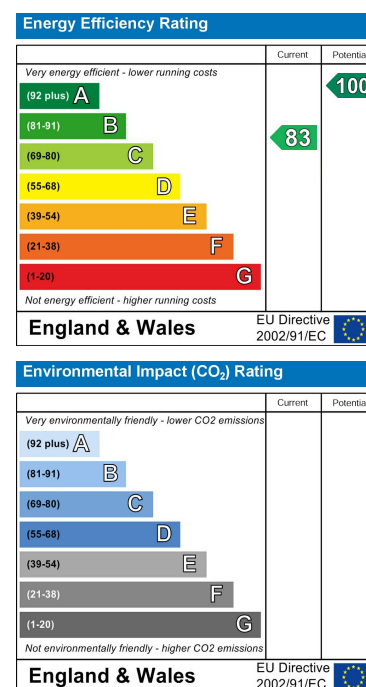 Energy Efficiency Rating
Current Potentia
Very energy efficient - lower running costs
(92 plus) A
(81-91) B
(69-80) C
(55-68) D
(39-54) E
(21-38) F
(1-20) G
83
100
Not energy efficient - higher running costs
England & Wales
EU Directive
2002/91/EC
Environmental Impact (CO₂) Rating
Current Potentia
Very environmentally friendly - lower CO2 emissions
(92 plus) A
(81-91) B
(69-80) C
(55-68) D
(39-54) E
(21-38) F
(1-20) G
Not environmentally friendly - higher CO2 emissions
England & Wales
EU Directive
2002/91/EC